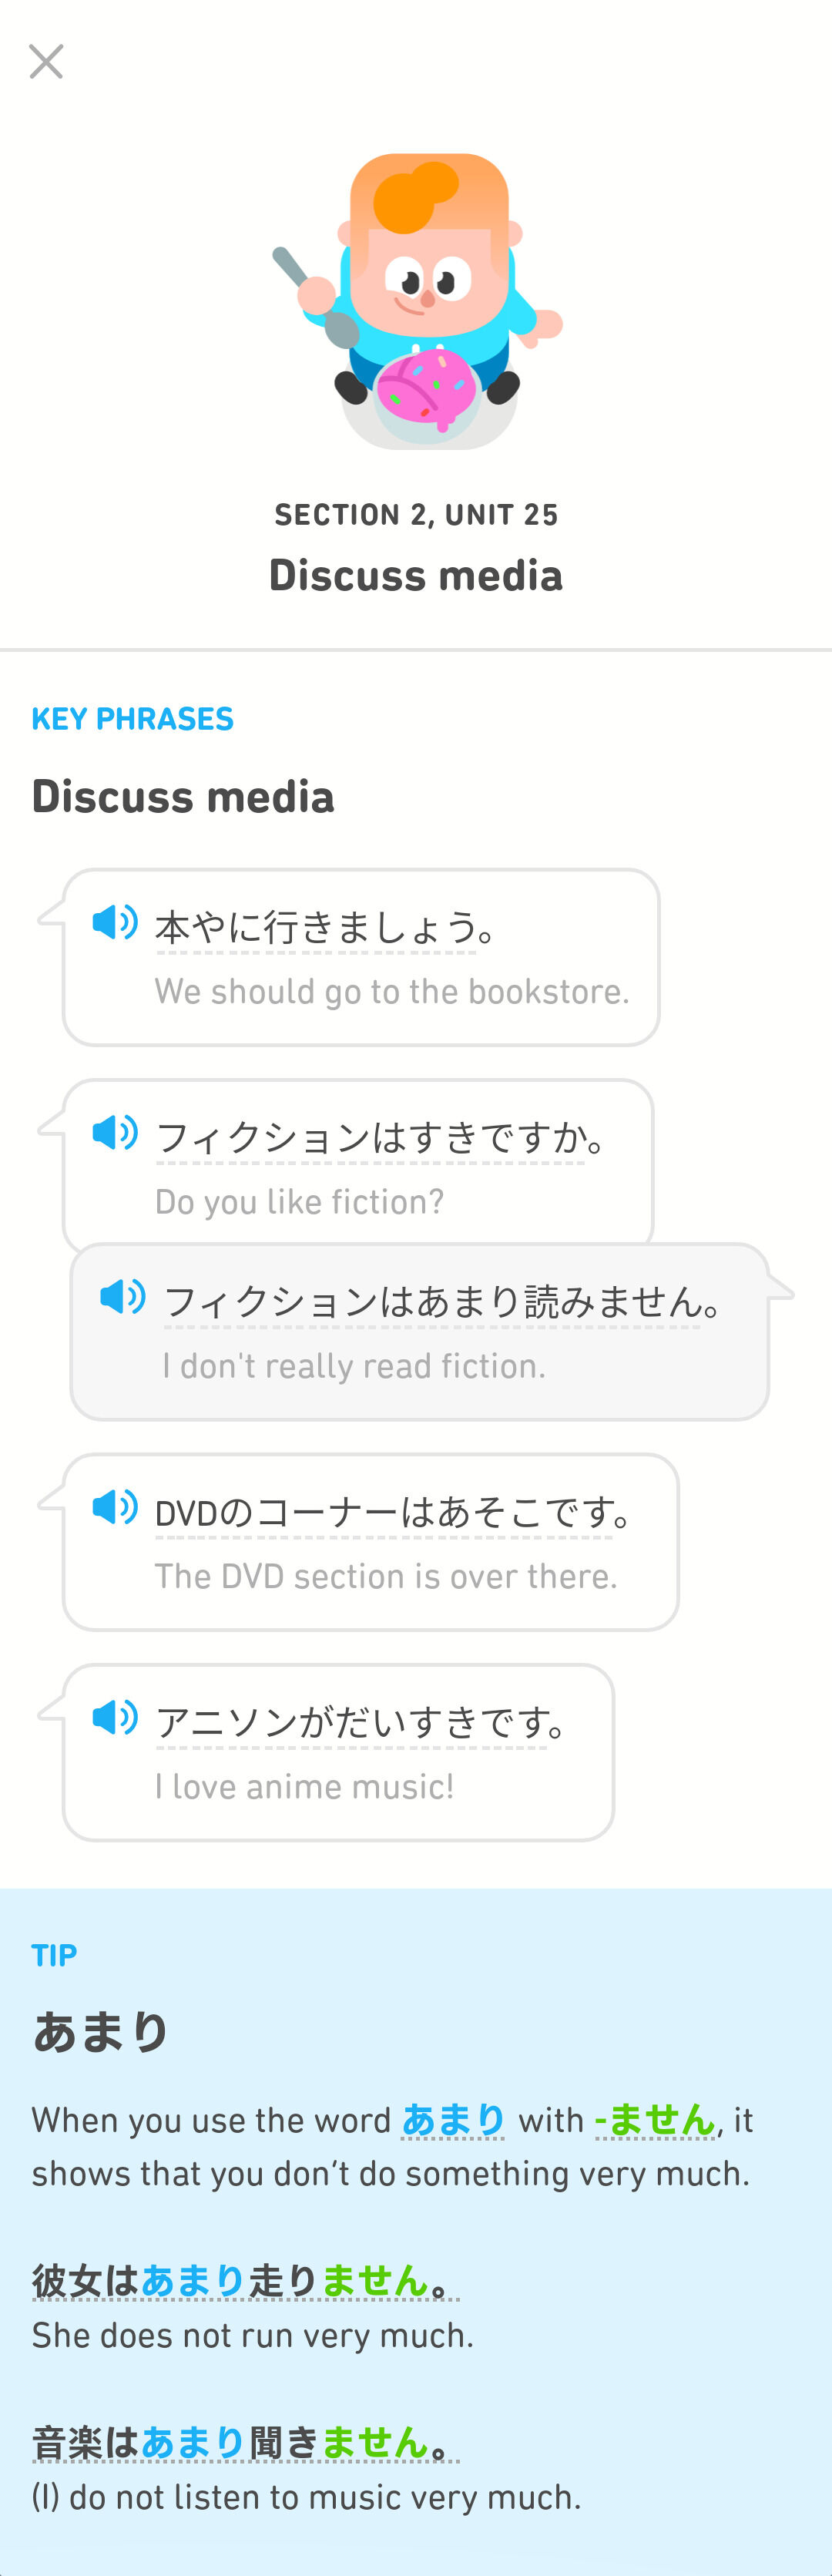 SECTION 2, UNIT 25
Discuss media
KEY PHRASES
Discuss media
本やに行きましょう。
We should go to the bookstore.
フィクションはすきですか。
Do you like fiction?
フィクションはあまり読みません。
I don't really read fiction.
DVDのコーナーはあそこです。
The DVD section is over there.
アニソンがだいすきです。
I love anime music!
TIP
あまり
When you use the word あまり with -ません, it
shows that you don’t do something very much.
彼女はあまり走りません。
She does not run very much.
音楽はあまり聞きません。
(I) do not listen to music very much.